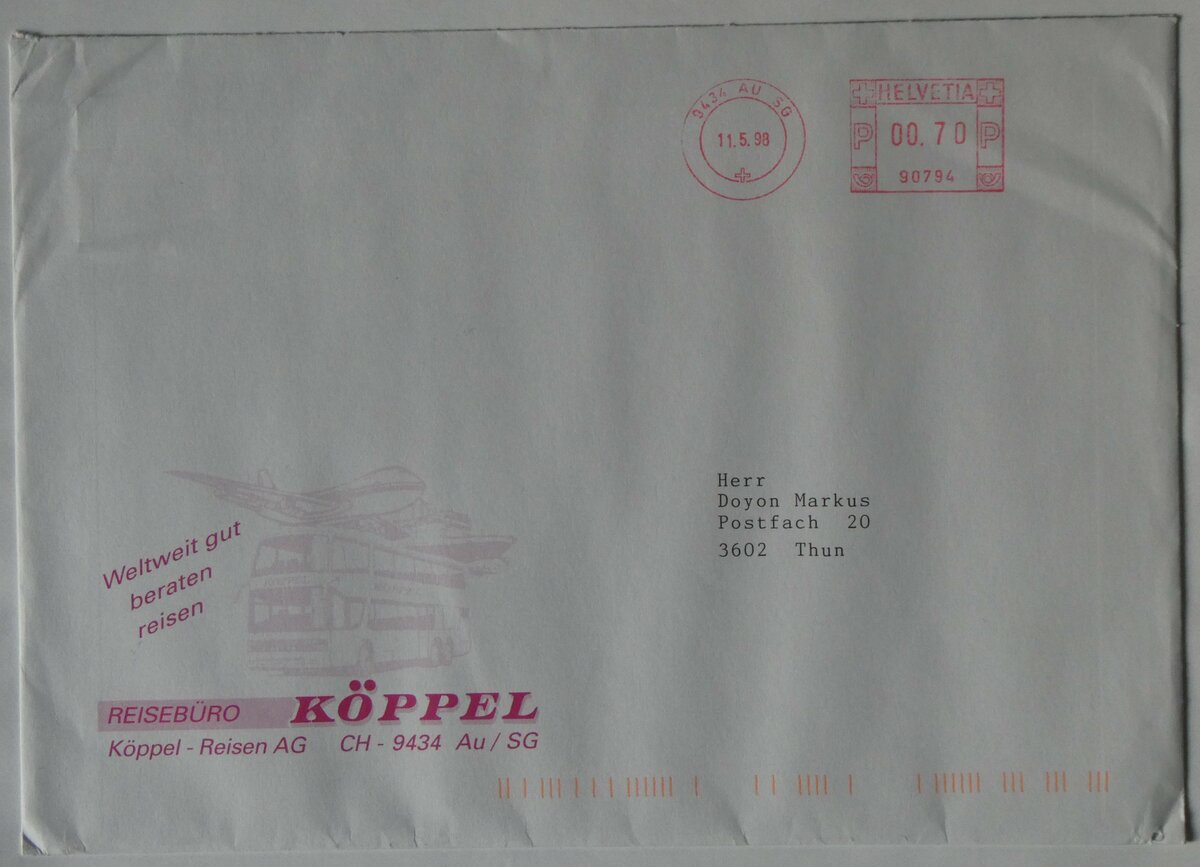 9434 AU SG
11.5.98
HELVETIA
P 00.70 P
90794
Herr
Doyon Markus
Postfach 20
3602 Thun
Weltweit gut
beraten
reisen
REISEBÜRO KÖPPEL
Köppel - Reisen AG CH - 9434 Au / SG